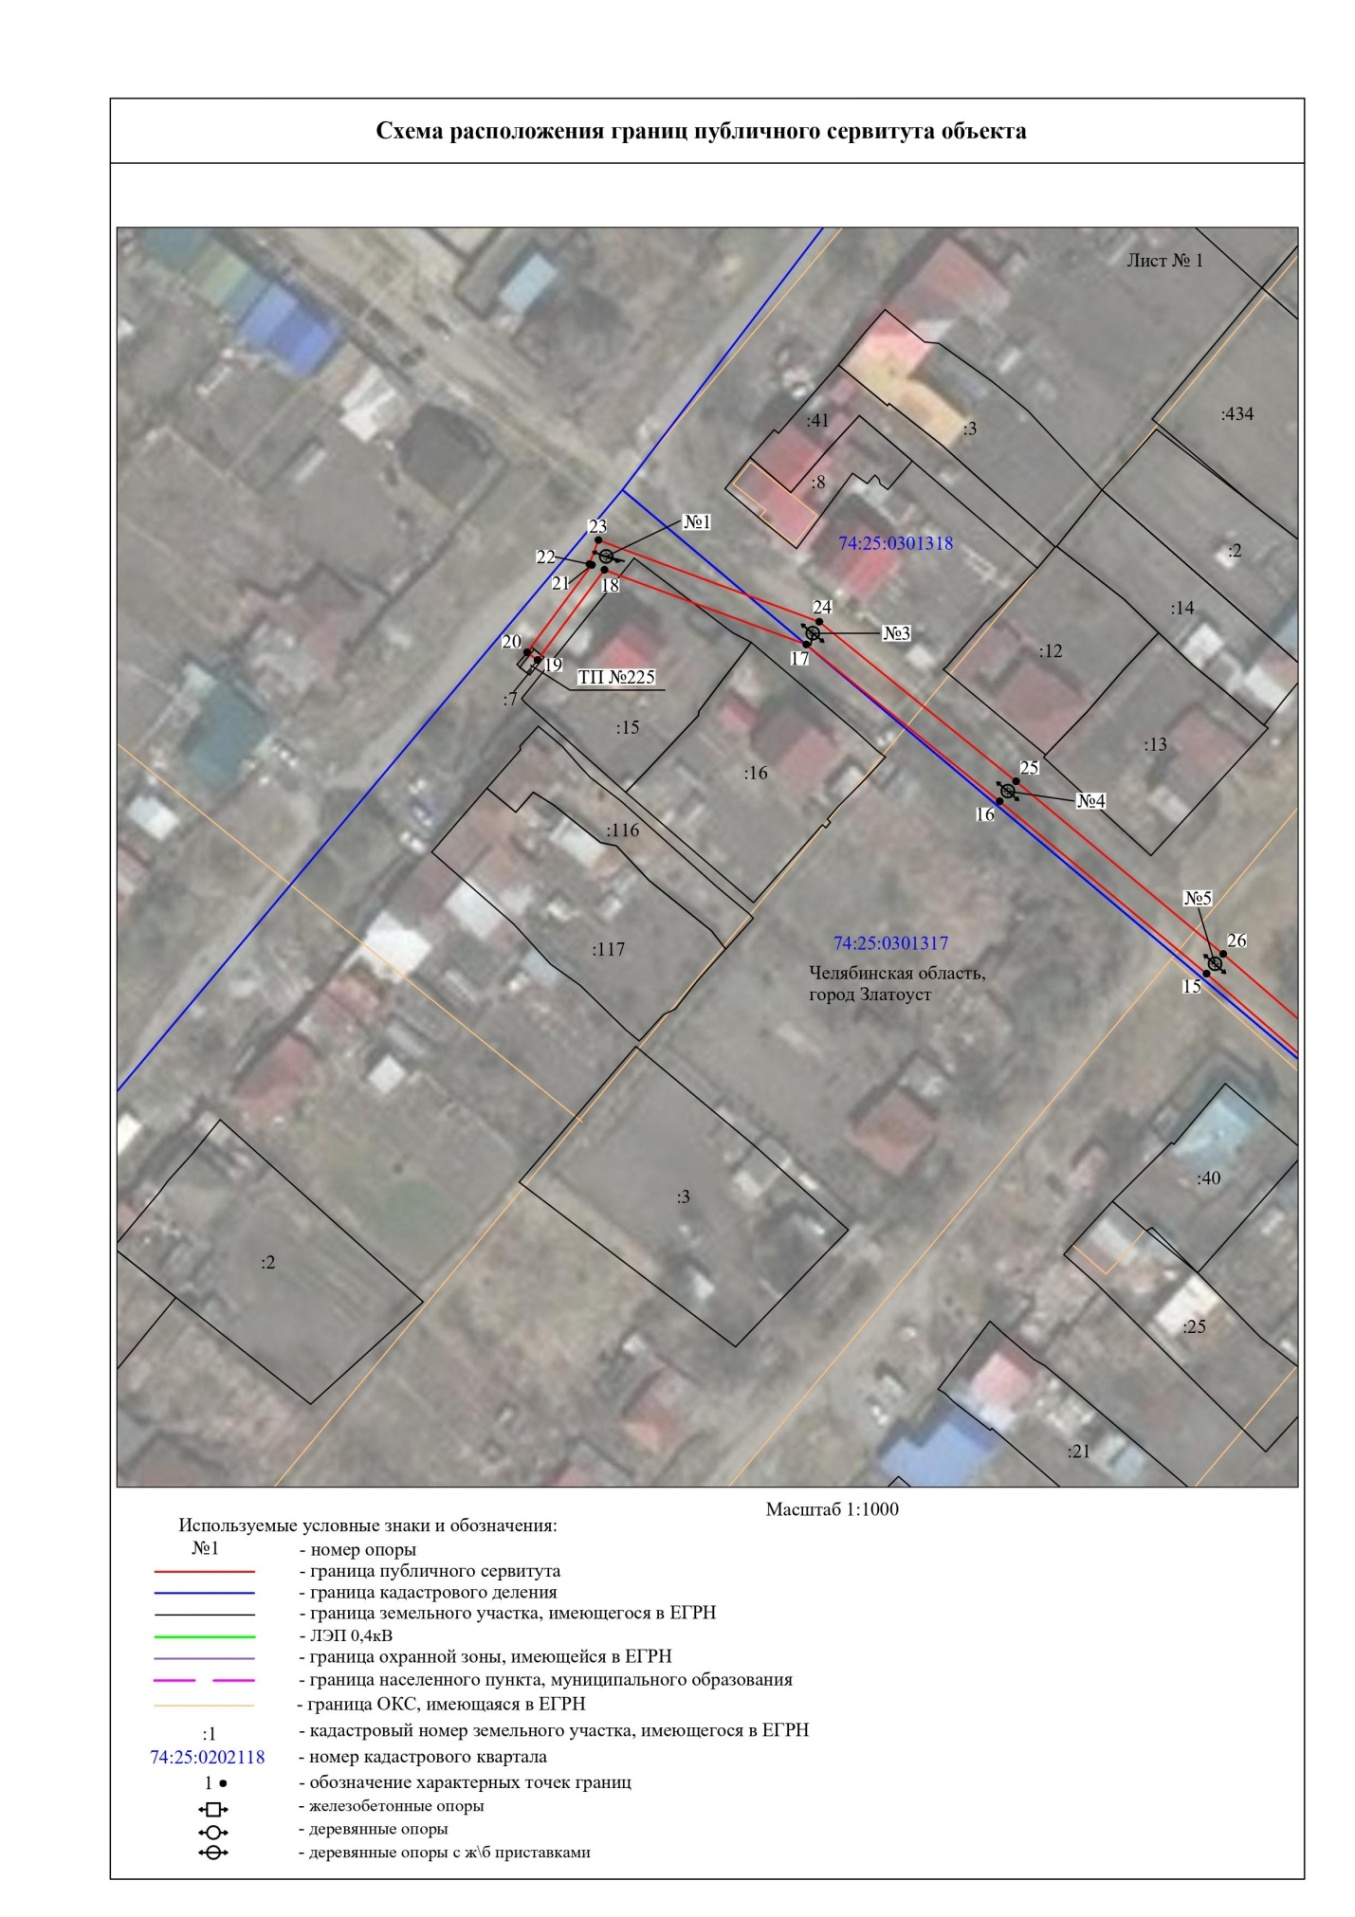 Схема расположения границ публичного сервитута объекта
Лист № 1
:434
:41
:3
:8
74:25:0301318
№1
23
22
21
18
:2
24
:14
№3
17
20
19
ТП №225
:7
:12
:15
:13
:16
25
№4
16
:116
№5
26
:117
74:25:0301317
Челябинская область,
город Златоуст
15
:40
:3
:2
:25
:21
Масштаб 1:1000
Используемые условные знаки и обозначения:
№1 - номер опоры
- граница публичного сервитута
- граница кадастрового деления
- граница земельного участка, имеющегося в ЕГРН
- ЛЭП 0,4кВ
- граница охранной зоны, имеющейся в ЕГРН
- граница населенного пункта, муниципального образования
- граница ОКС, имеющаяся в ЕГРН
:1 - кадастровый номер земельного участка, имеющегося в ЕГРН
74:25:0202118 - номер кадастрового квартала
1 - обозначение характерных точек границ
- железобетонные опоры
- деревянные опоры
- деревянные опоры с ж\б приставками